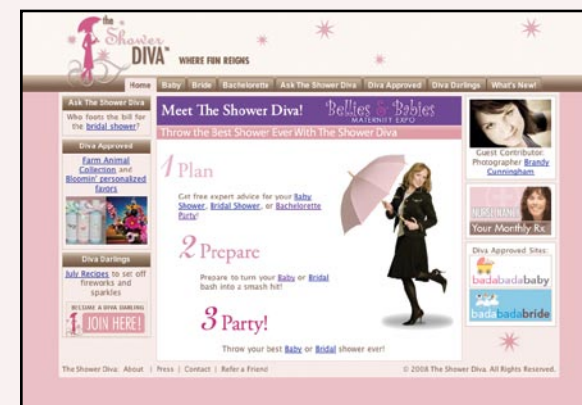 the
Shower
DIVA™ WHERE FUN REIGNS
Home Baby Bride Bachelorette Ask The Shower Diva Diva Approved Diva Darlings What's New!
Ask The Shower Diva
Who foots the bill for
the bridal shower?
Diva Approved
Farm Animal
Collection and
Bloomin' personalized
favors
Diva Darlings
July Recipes to set off
fireworks and
sparkles
BECOME A DIVA DARLING
JOIN HERE!
Meet The Shower Diva! Bellies & Babies
MATERNITY EXPO
Throw the Best Shower Ever With The Shower Diva
1 Plan
Get free expert advice for your Baby
Shower, Bridal Shower, or Bachelorette
Party!
2 Prepare
Prepare to turn your Baby or Bridal
bash into a smash hit!
3 Party!
Throw your best Baby or Bridal shower ever!
Guest Contributor:
Photographer Brandy
Cunningham
Your Monthly Rx
Diva Approved Sites:
badabadababy
badabadabride
The Shower Diva: About | Press | Contact | Refer a Friend
© 2008 The Shower Diva. All Rights Reserved.